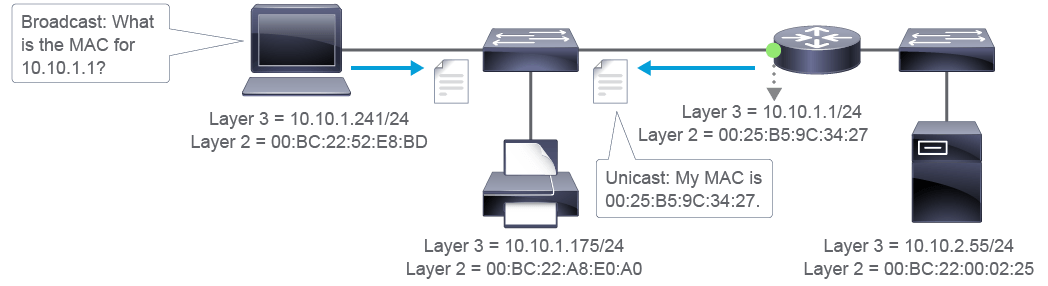 Broadcast: What
is the MAC for
10.10.1.1?
Layer 3 = 10.10.1.241/24
Layer 2 = 00:BC:22:52:E8:BD
Layer 3 = 10.10.1.1/24
Layer 2 = 00:25:B5:9C:34:27
Unicast: My MAC is
00:25:B5:9C:34:27.
Layer 3 = 10.10.1.175/24
Layer 2 = 00:BC:22:A8:E0:A0
Layer 3 = 10.10.2.55/24
Layer 2 = 00:BC:22:00:02:25